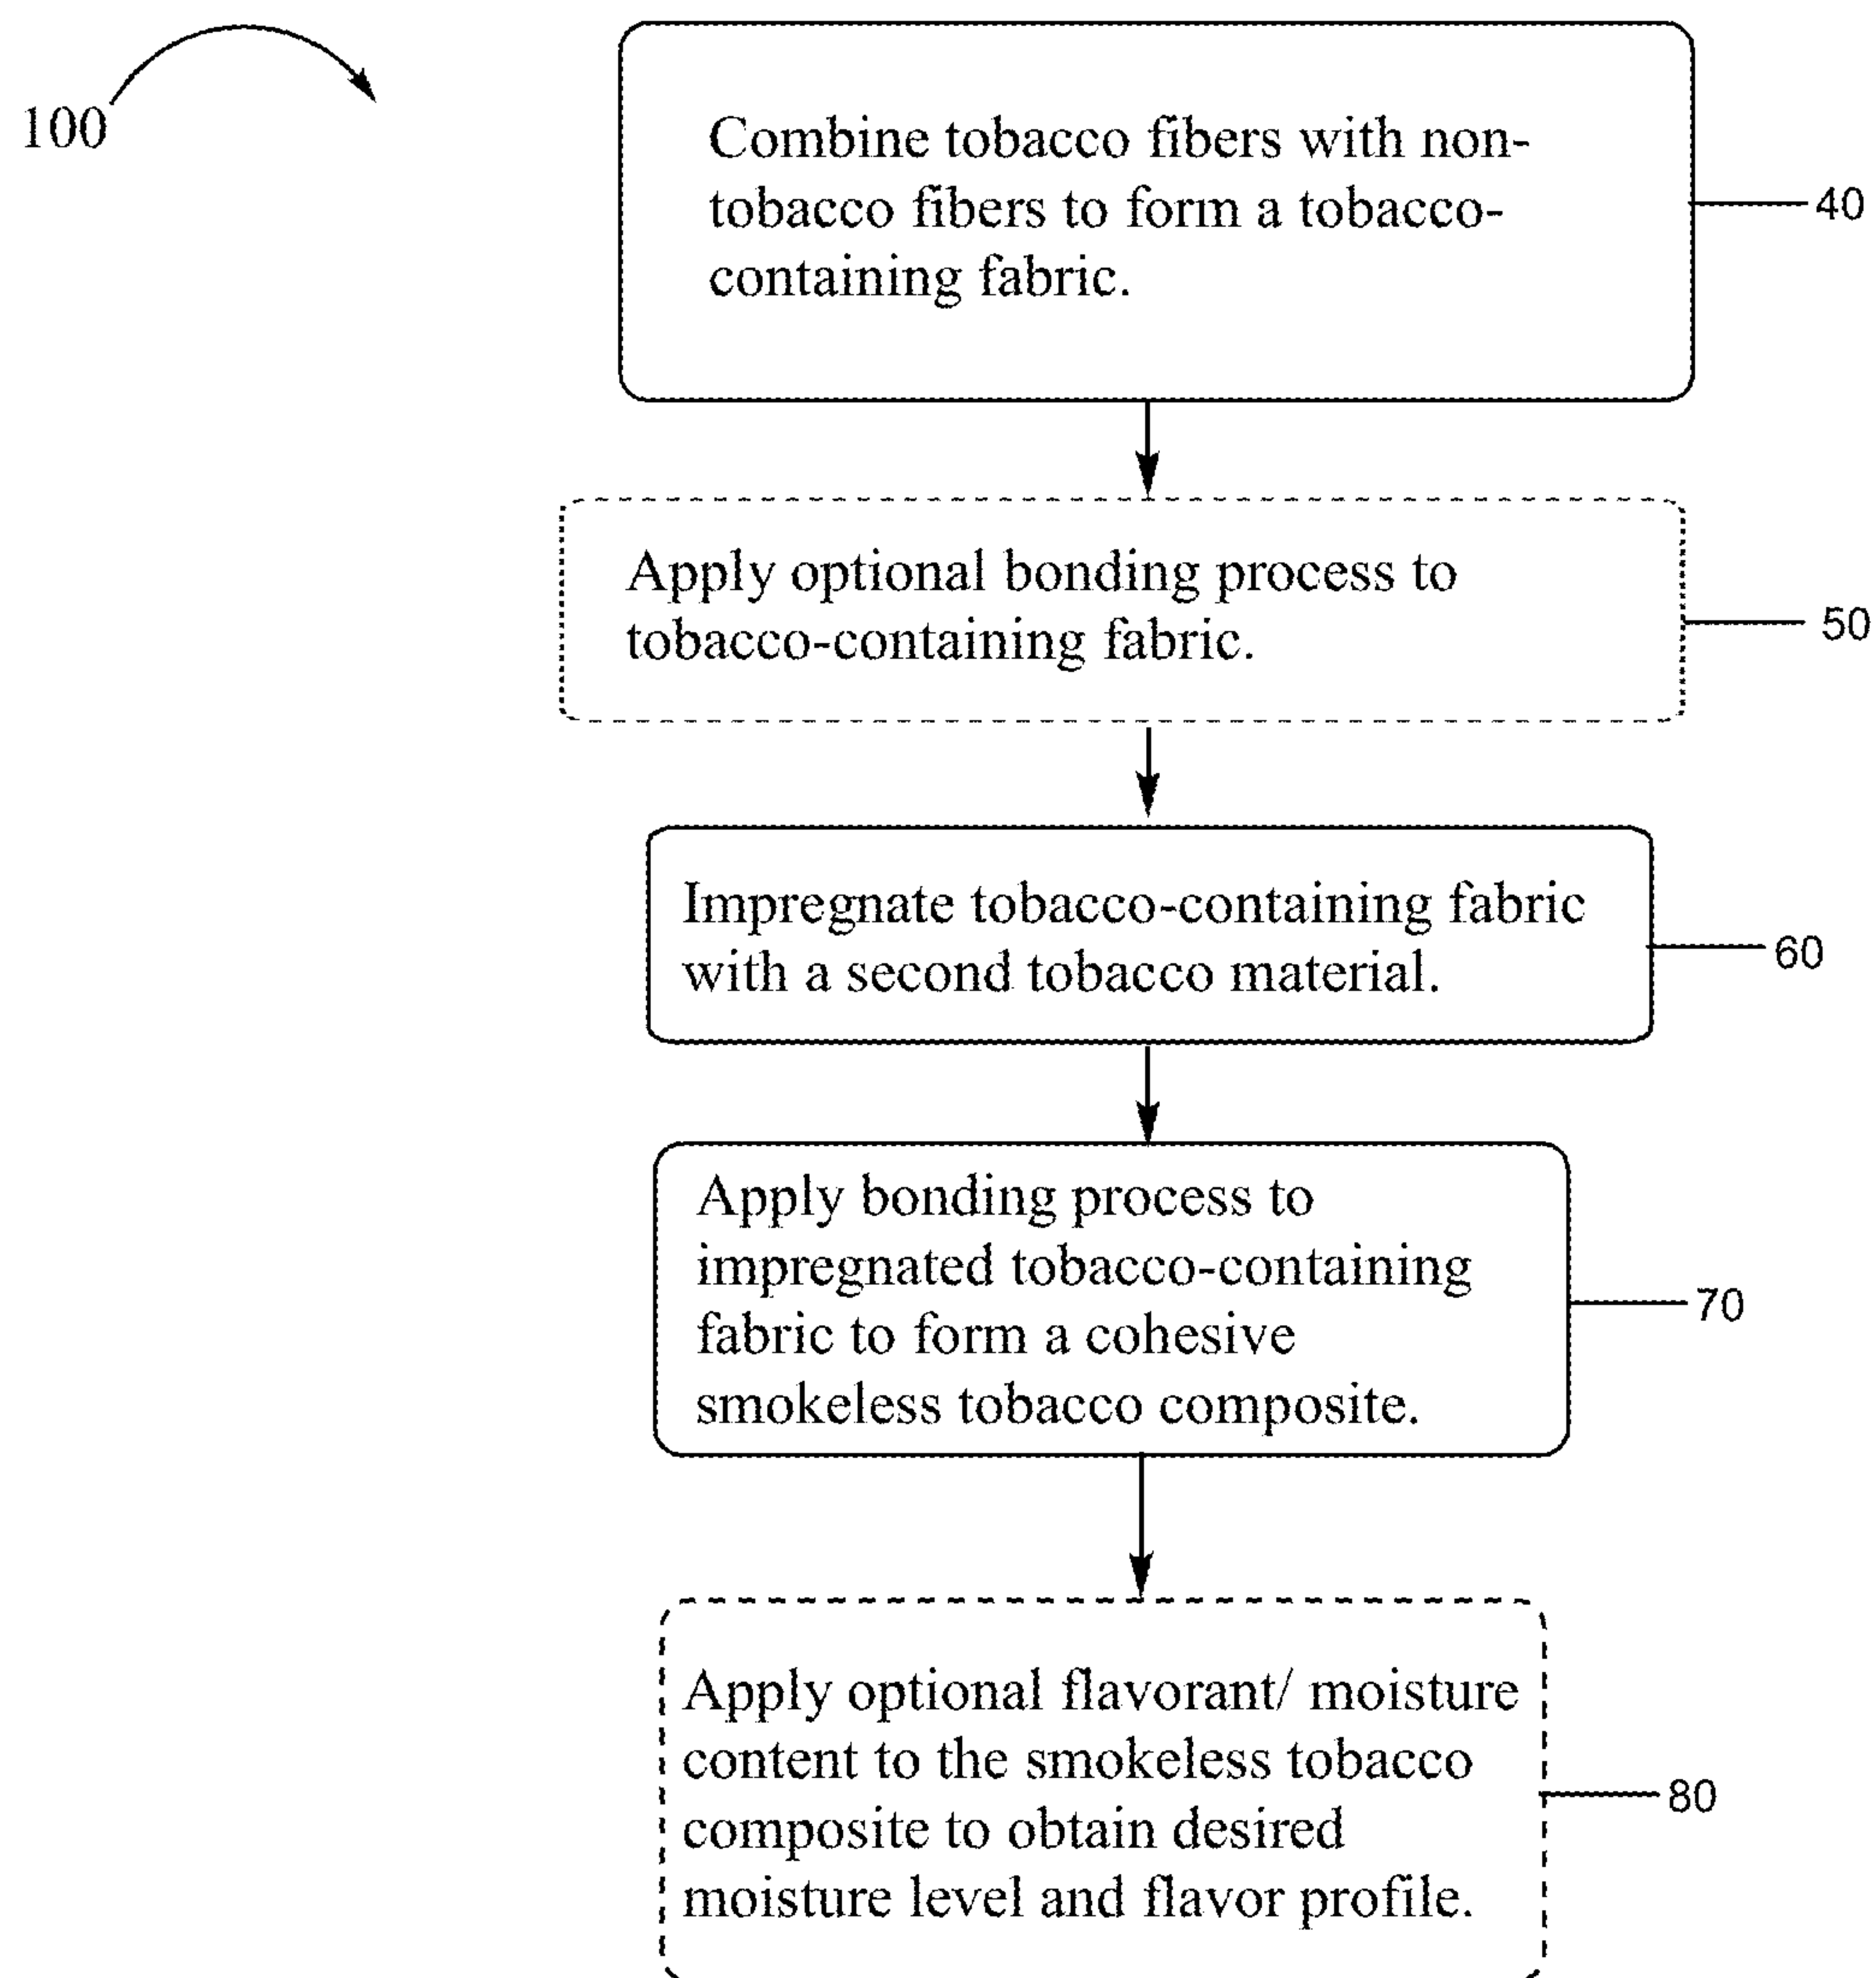 100
Combine tobacco fibers with non-
tobacco fibers to form a tobacco-
containing fabric.
40
Apply optional bonding process to
tobacco-containing fabric.
50
Impregnate tobacco-containing fabric
with a second tobacco material.
60
Apply bonding process to
impregnated tobacco-containing
fabric to form a cohesive
smokeless tobacco composite.
70
Apply optional flavorant/ moisture
content to the smokeless tobacco
composite to obtain desired
moisture level and flavor profile.
80